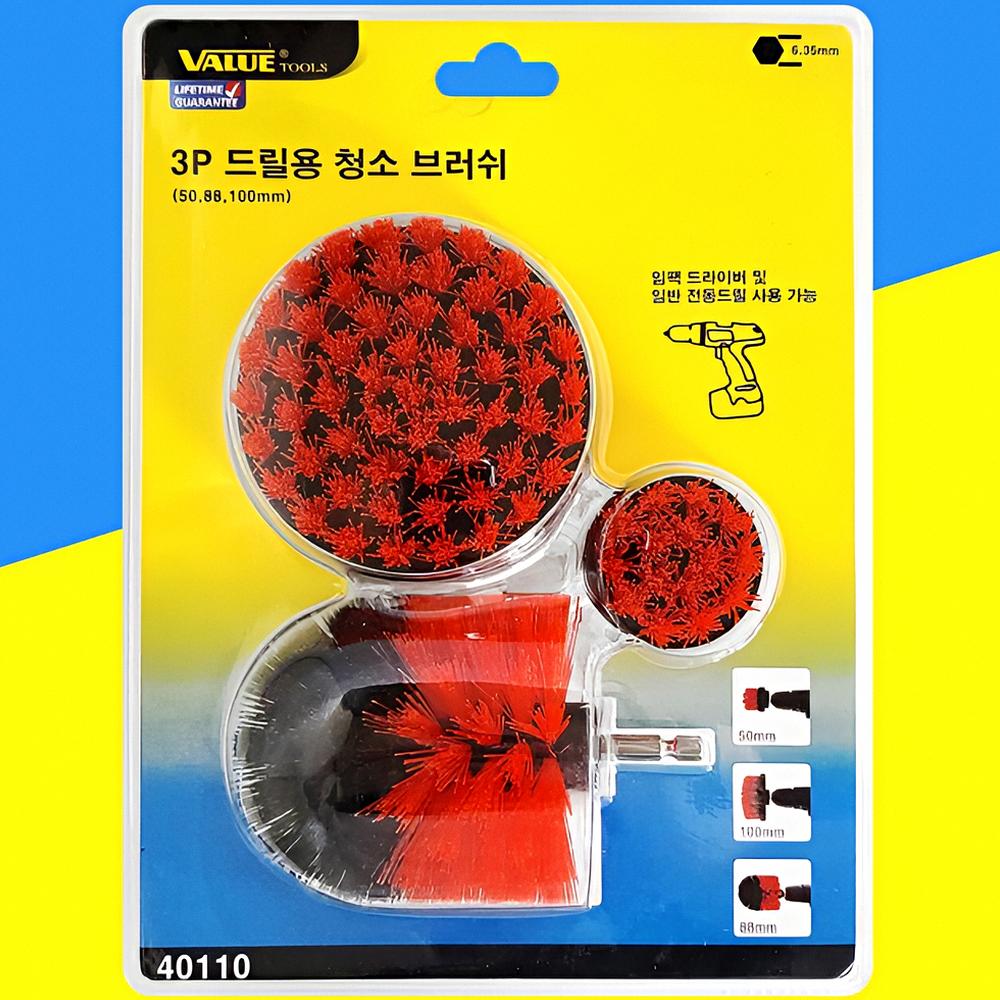 VALUE® TOOLS
LIFETIME
GUARANTEE
6.35mm
3P 드릴용 청소 브러쉬
(50,88,100mm)
임팩 드라이버 및
일반 전동드릴 사용 가능
50mm
100mm
88mm
40110